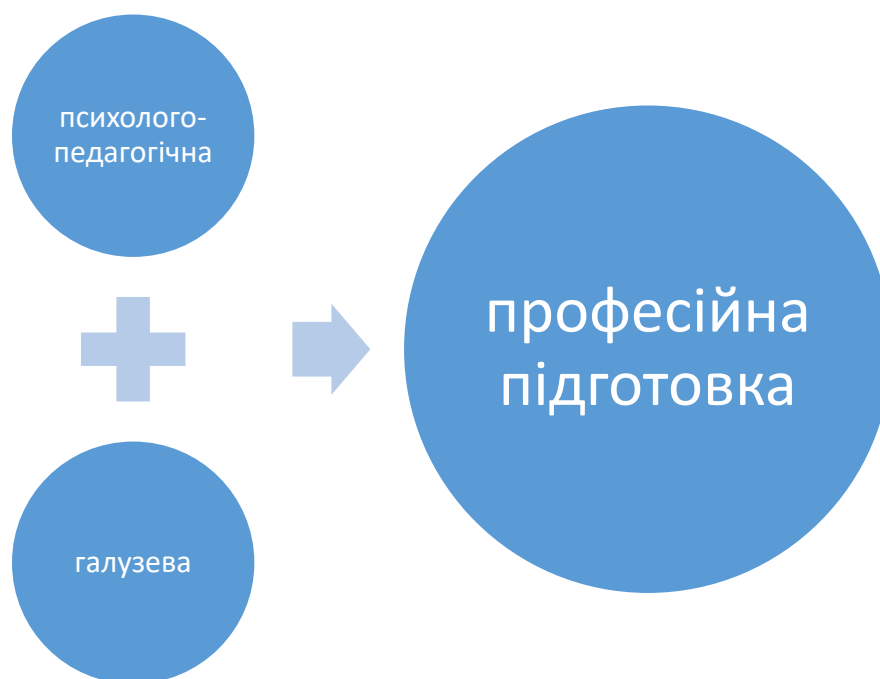 психолого-
педагогічна
галузева
професійна
підготовка